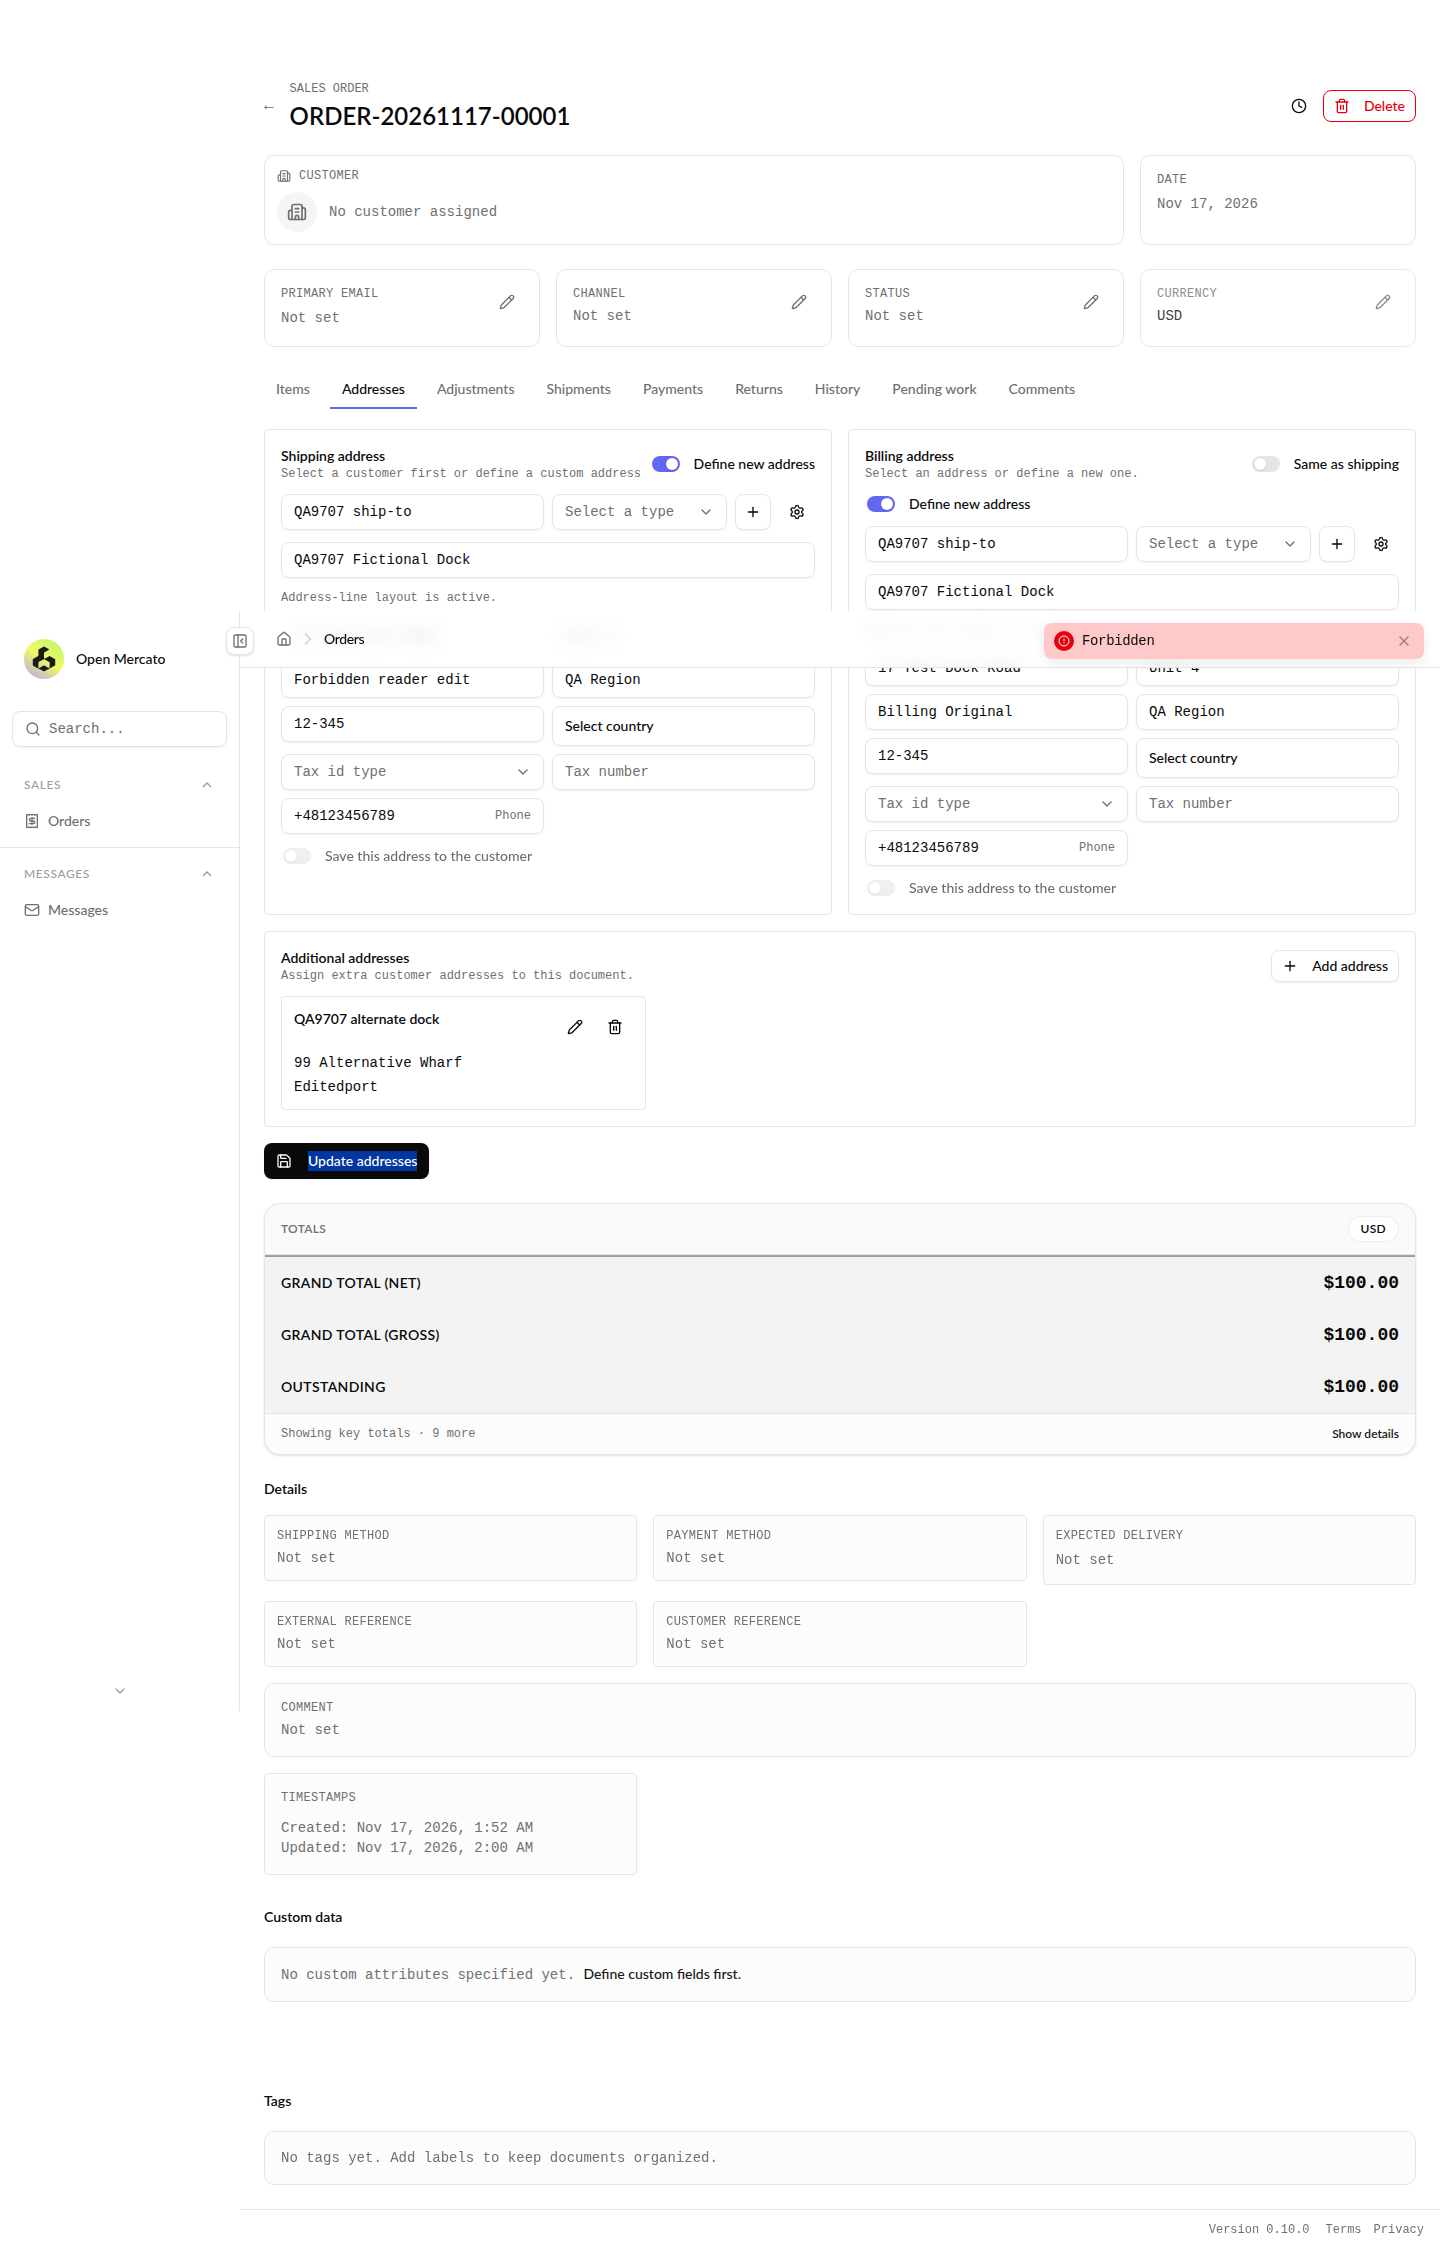 SALES ORDER
←
ORDER-20261117-00001
Delete
CUSTOMER
No customer assigned
DATE
Nov 17, 2026
PRIMARY EMAIL
Not set
CHANNEL
Not set
STATUS
Not set
CURRENCY
USD
Items
Addresses
Adjustments
Shipments
Payments
Returns
History
Pending work
Comments
Shipping address
Select a customer first or define a custom address
Define new address
QA9707 ship-to
Select a type
QA9707 Fictional Dock
Address-line layout is active.
Billing address
Select an address or define a new one.
Same as shipping
Define new address
QA9707 ship-to
Select a type
QA9707 Fictional Dock
Open Mercato
Orders
Forbidden
Search...
SALES
Orders
MESSAGES
Messages
Forbidden reader edit
QA Region
12-345
Select country
Tax id type
Tax number
+48123456789
Phone
Save this address to the customer
17 Test Dock Road
Unit 4
Billing Original
QA Region
12-345
Select country
Tax id type
Tax number
+48123456789
Phone
Save this address to the customer
Additional addresses
Assign extra customer addresses to this document.
Add address
QA9707 alternate dock
99 Alternative Wharf
Editedport
Update addresses
TOTALS
USD
GRAND TOTAL (NET)
$100.00
GRAND TOTAL (GROSS)
$100.00
OUTSTANDING
$100.00
Showing key totals · 9 more
Show details
Details
SHIPPING METHOD
Not set
PAYMENT METHOD
Not set
EXPECTED DELIVERY
Not set
EXTERNAL REFERENCE
Not set
CUSTOMER REFERENCE
Not set
COMMENT
Not set
TIMESTAMPS
Created: Nov 17, 2026, 1:52 AM
Updated: Nov 17, 2026, 2:00 AM
Custom data
No custom attributes specified yet. Define custom fields first.
Tags
No tags yet. Add labels to keep documents organized.
Version 0.10.0
Terms
Privacy